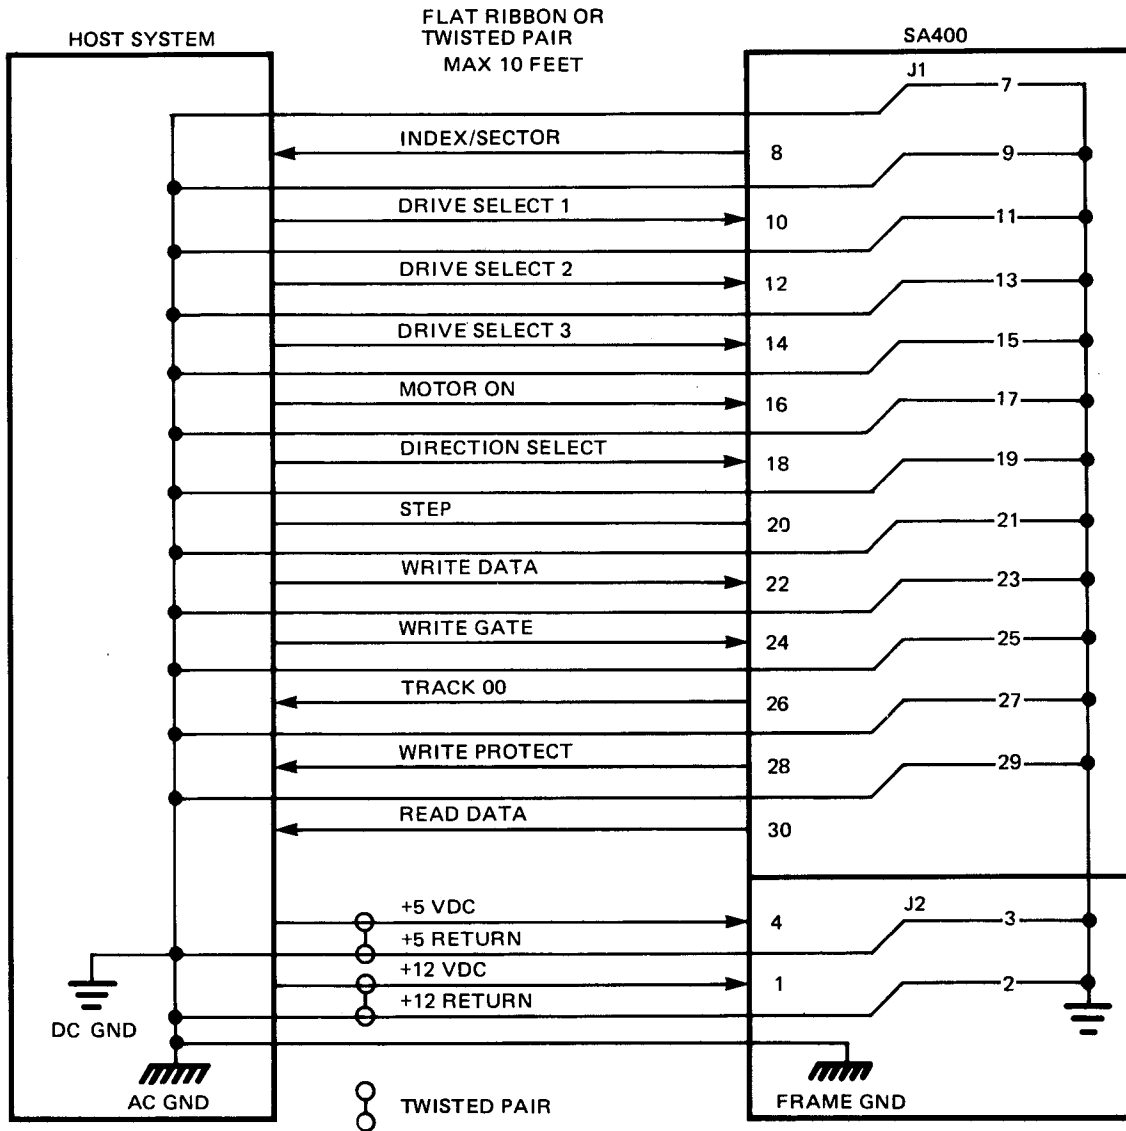 FLAT RIBBON OR
TWISTED PAIR
MAX 10 FEET
HOST SYSTEM
SA400
J1
7
INDEX/SECTOR
8
9
DRIVE SELECT 1
10
11
DRIVE SELECT 2
12
13
DRIVE SELECT 3
14
15
MOTOR ON
16
17
DIRECTION SELECT
18
19
STEP
20
21
WRITE DATA
22
23
WRITE GATE
24
25
TRACK 00
26
27
WRITE PROTECT
28
29
READ DATA
30
+5 VDC
4
J2
3
+5 RETURN
+12 VDC
1
2
+12 RETURN
DC GND
AC GND
FRAME GND
TWISTED PAIR